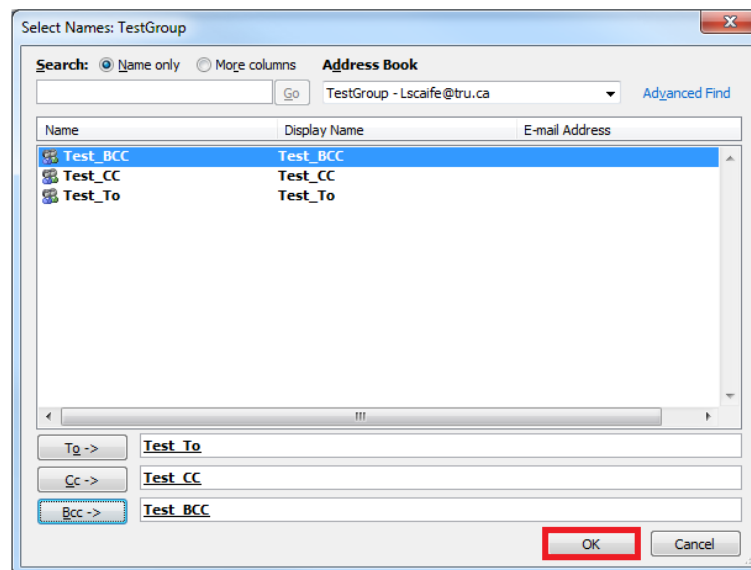 Select Names: TestGroup
Search: Name only More columns Address Book
Go TestGroup - Lscaife@tru.ca Advanced Find
Name Display Name E-mail Address
Test_BCC Test_BCC
Test_CC Test_CC
Test_To Test_To
To -> Test_To
Cc -> Test_CC
Bcc -> Test_BCC
OK Cancel